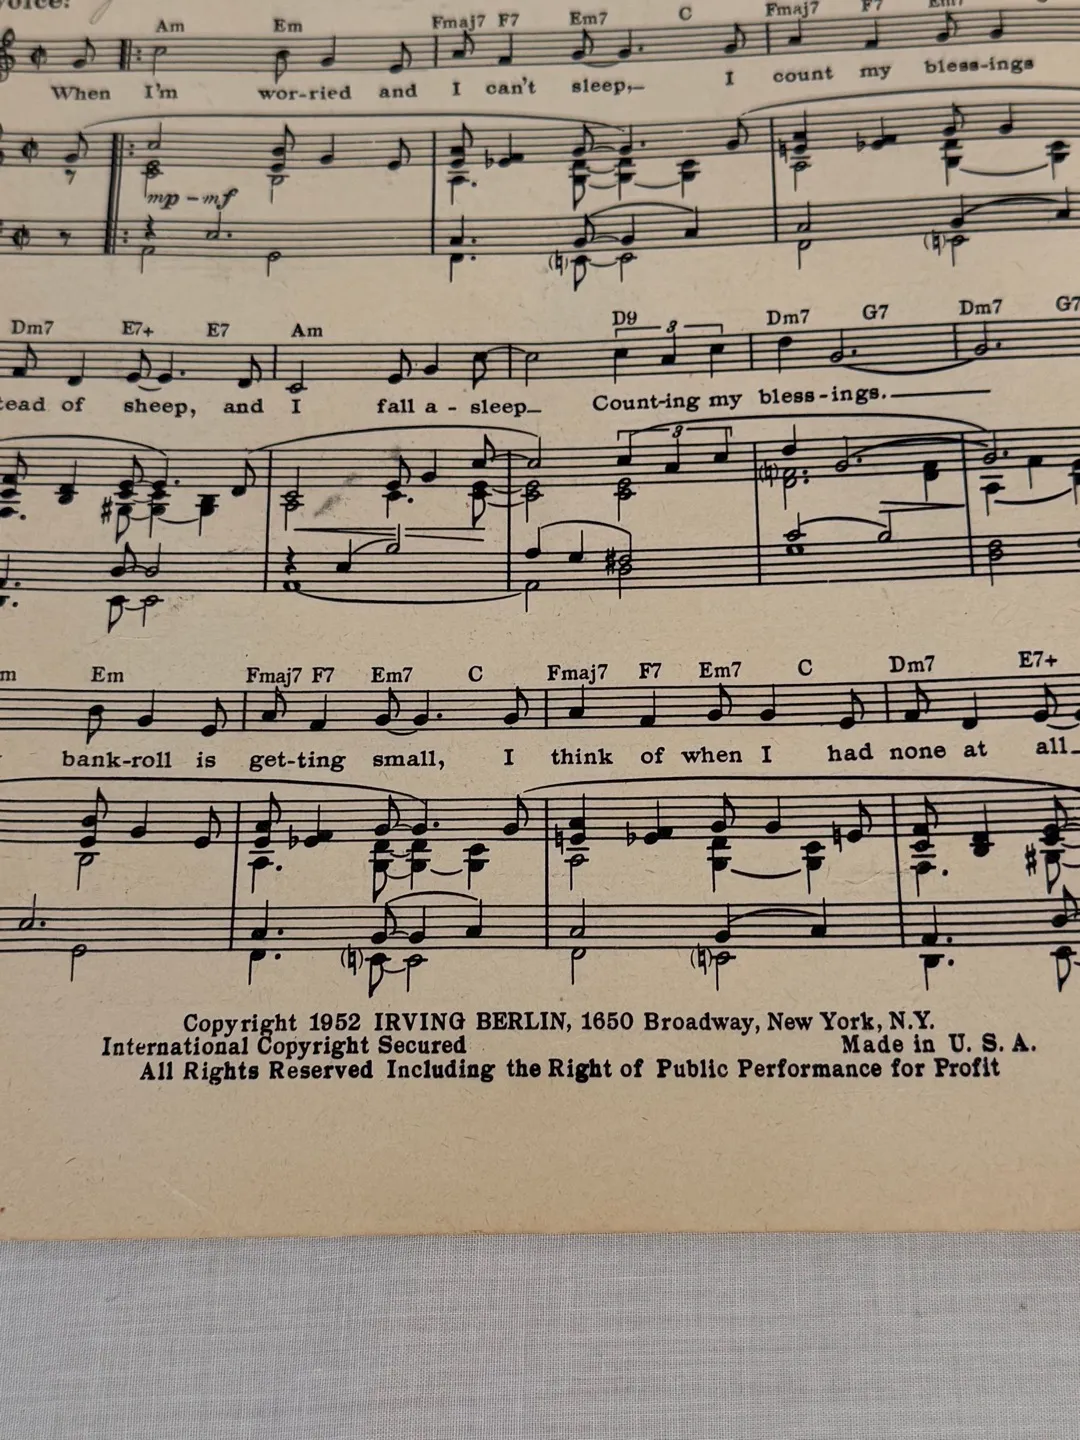 Voice:
Am Em Fmaj7 F7 Em7 C Fmaj7 F7 Em7
When I'm wor-ried and I can't sleep, I count my bless-ings
mp - mf
Dm7 E7+ E7 Am D9 3 Dm7 G7 Dm7 G7
tead of sheep, and I fall a - sleep Count-ing my bless-ings.
3
m Em Fmaj7 F7 Em7 C Fmaj7 F7 Em7 C Dm7 E7+
bank-roll is get-ting small, I think of when I had none at all
Copyright 1952 IRVING BERLIN, 1650 Broadway, New York, N.Y.
International Copyright Secured Made in U. S. A.
All Rights Reserved Including the Right of Public Performance for Profit